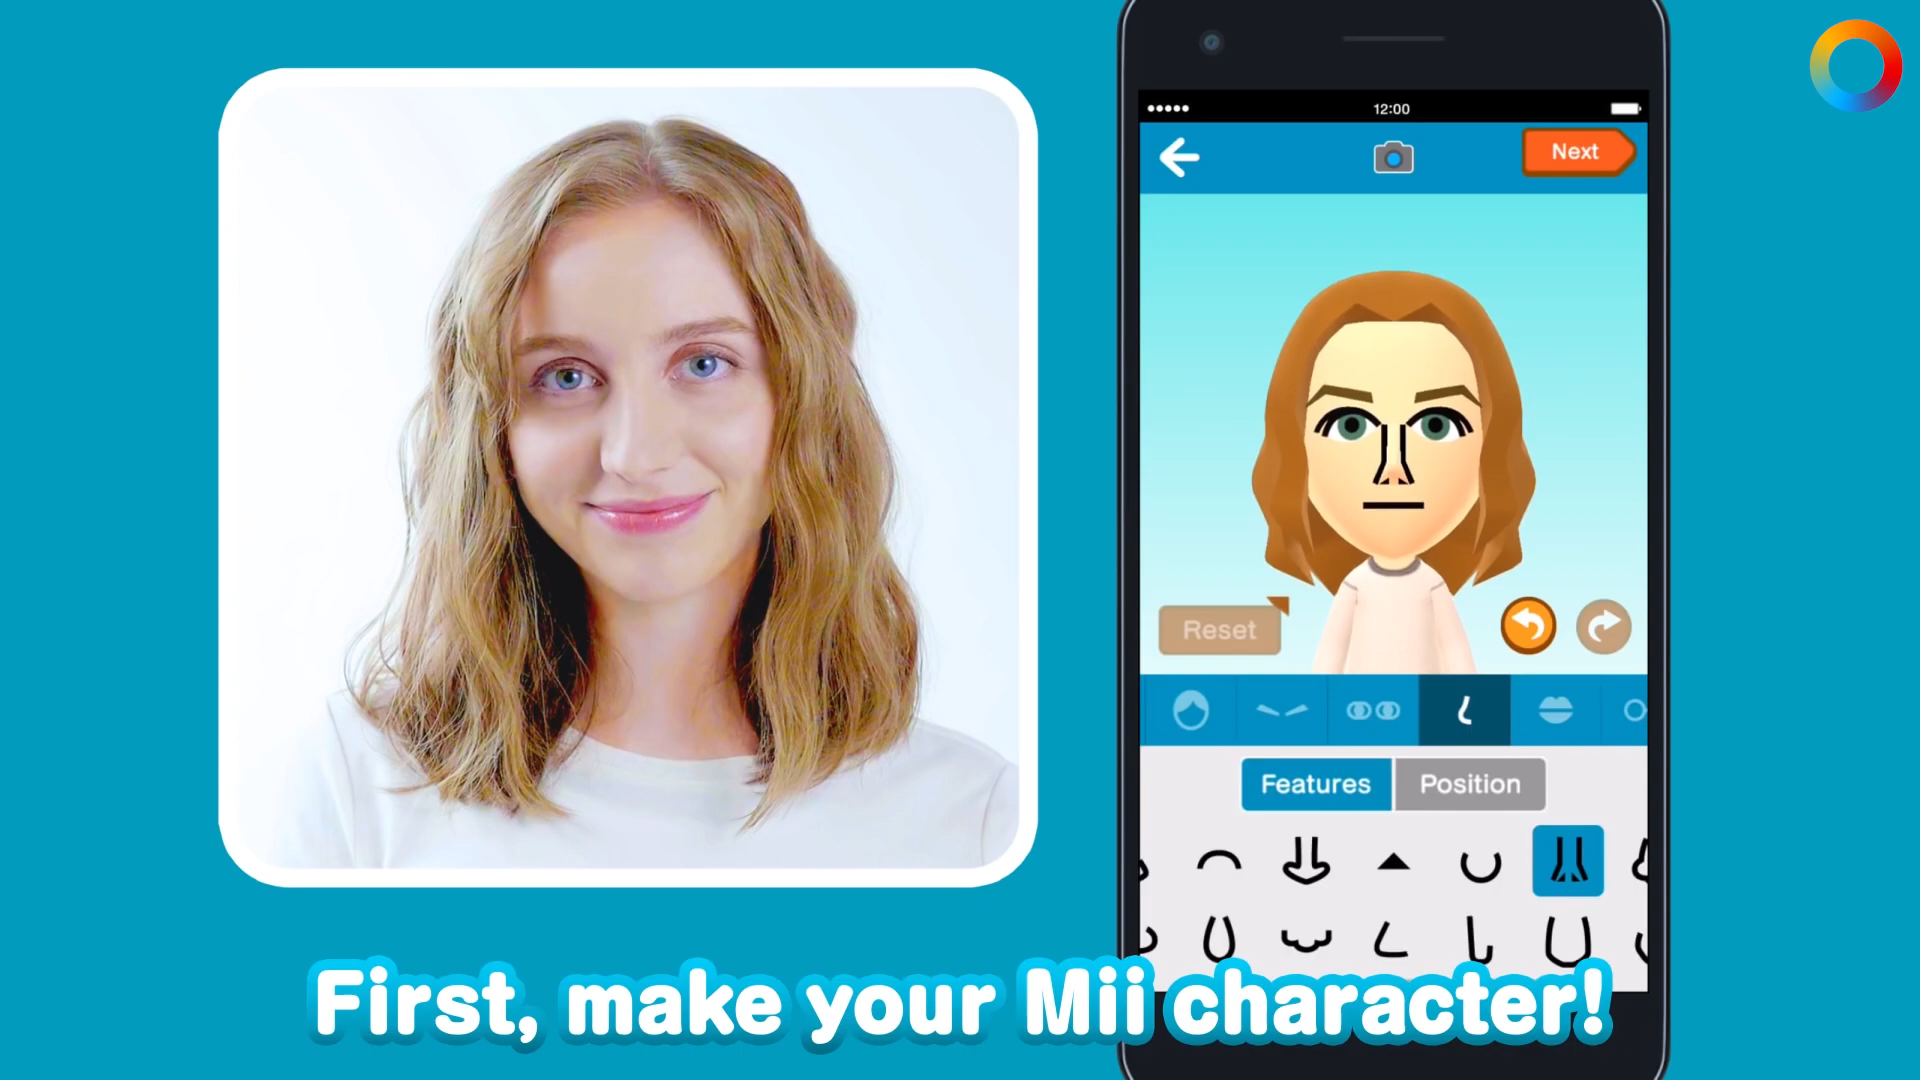 12:00
Next
Reset
Features
Position
First, make your Mii character!